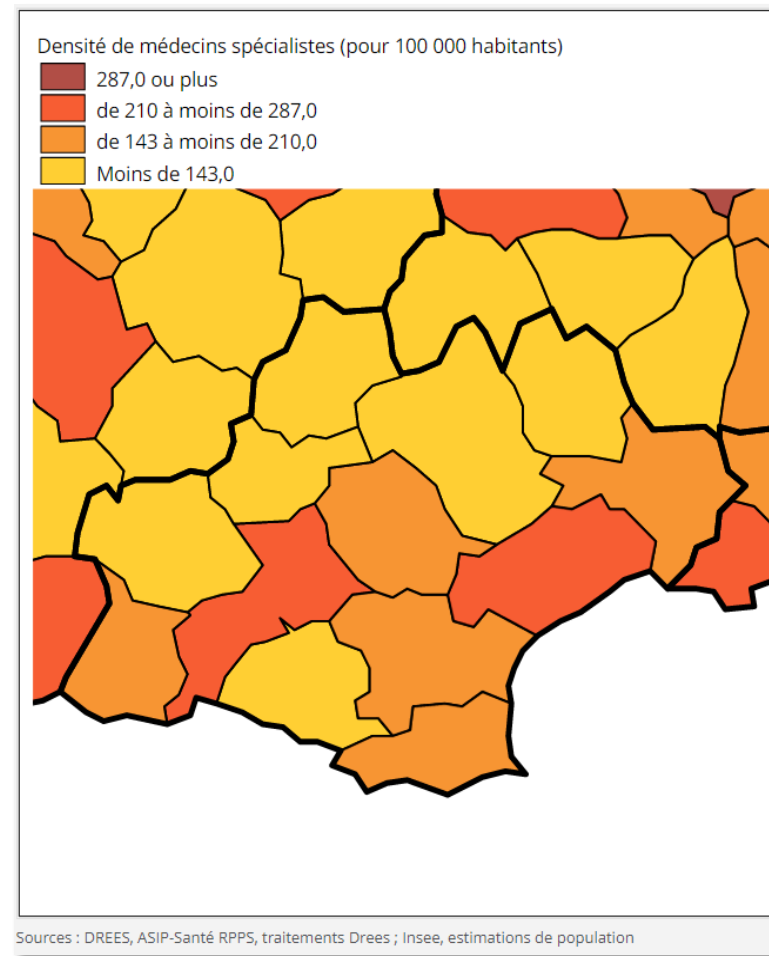 Densité de médecins spécialistes (pour 100 000 habitants)
287,0 ou plus
de 210 à moins de 287,0
de 143 à moins de 210,0
Moins de 143,0
Sources : DREES, ASIP-Santé RPPS, traitements Drees ; Insee, estimations de population